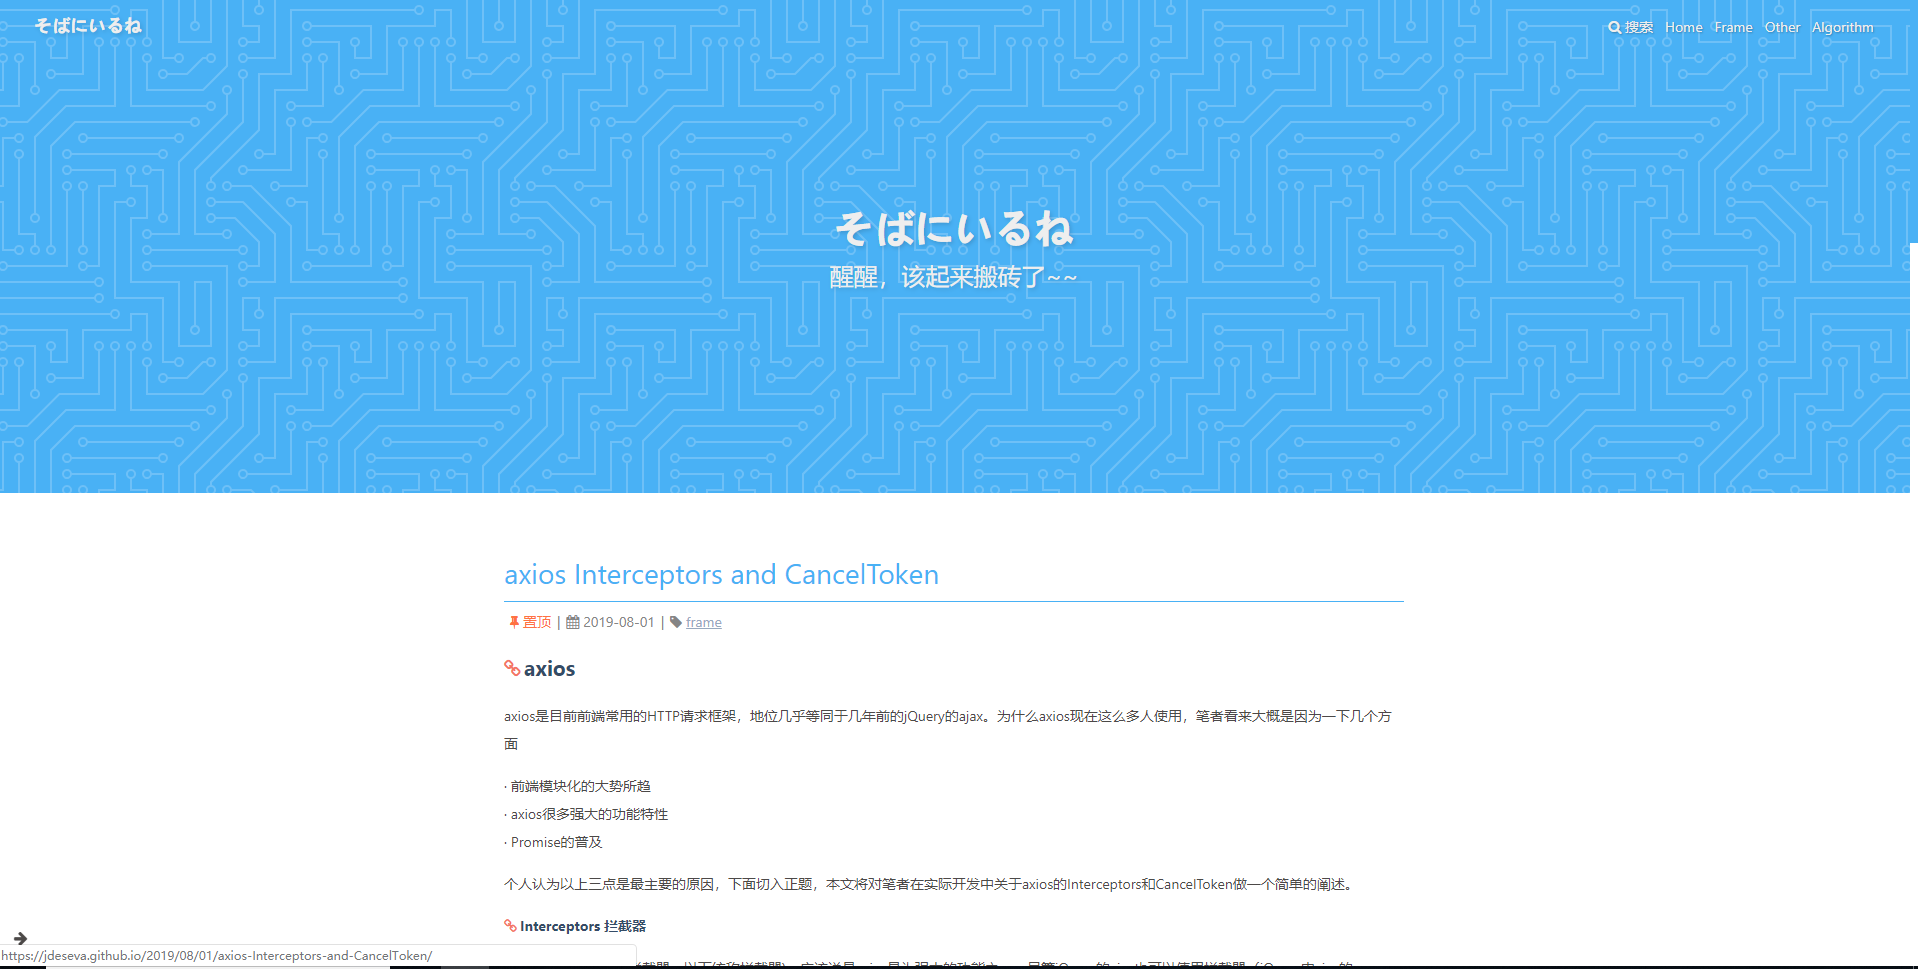 そばにいるね
搜索 Home Frame Other Algorithm
そばにいるね
醒醒，该起来搬砖了~~
axios Interceptors and CancelToken
置顶 | 2019-08-01 | frame
axios
axios是目前前端常用的HTTP请求框架，地位几乎等同于几年前的jQuery的ajax。为什么axios现在这么多人使用，笔者看来大概是因为一下几个方
面
· 前端模块化的大势所趋
· axios很多强大的功能特性
· Promise的普及
个人认为以上三点是最主要的原因，下面切入正题，本文将对笔者在实际开发中关于axios的Interceptors和CancelToken做一个简单的阐述。
Interceptors 拦截器
https://jdeseva.github.io/2019/08/01/axios-Interceptors-and-CancelToken/